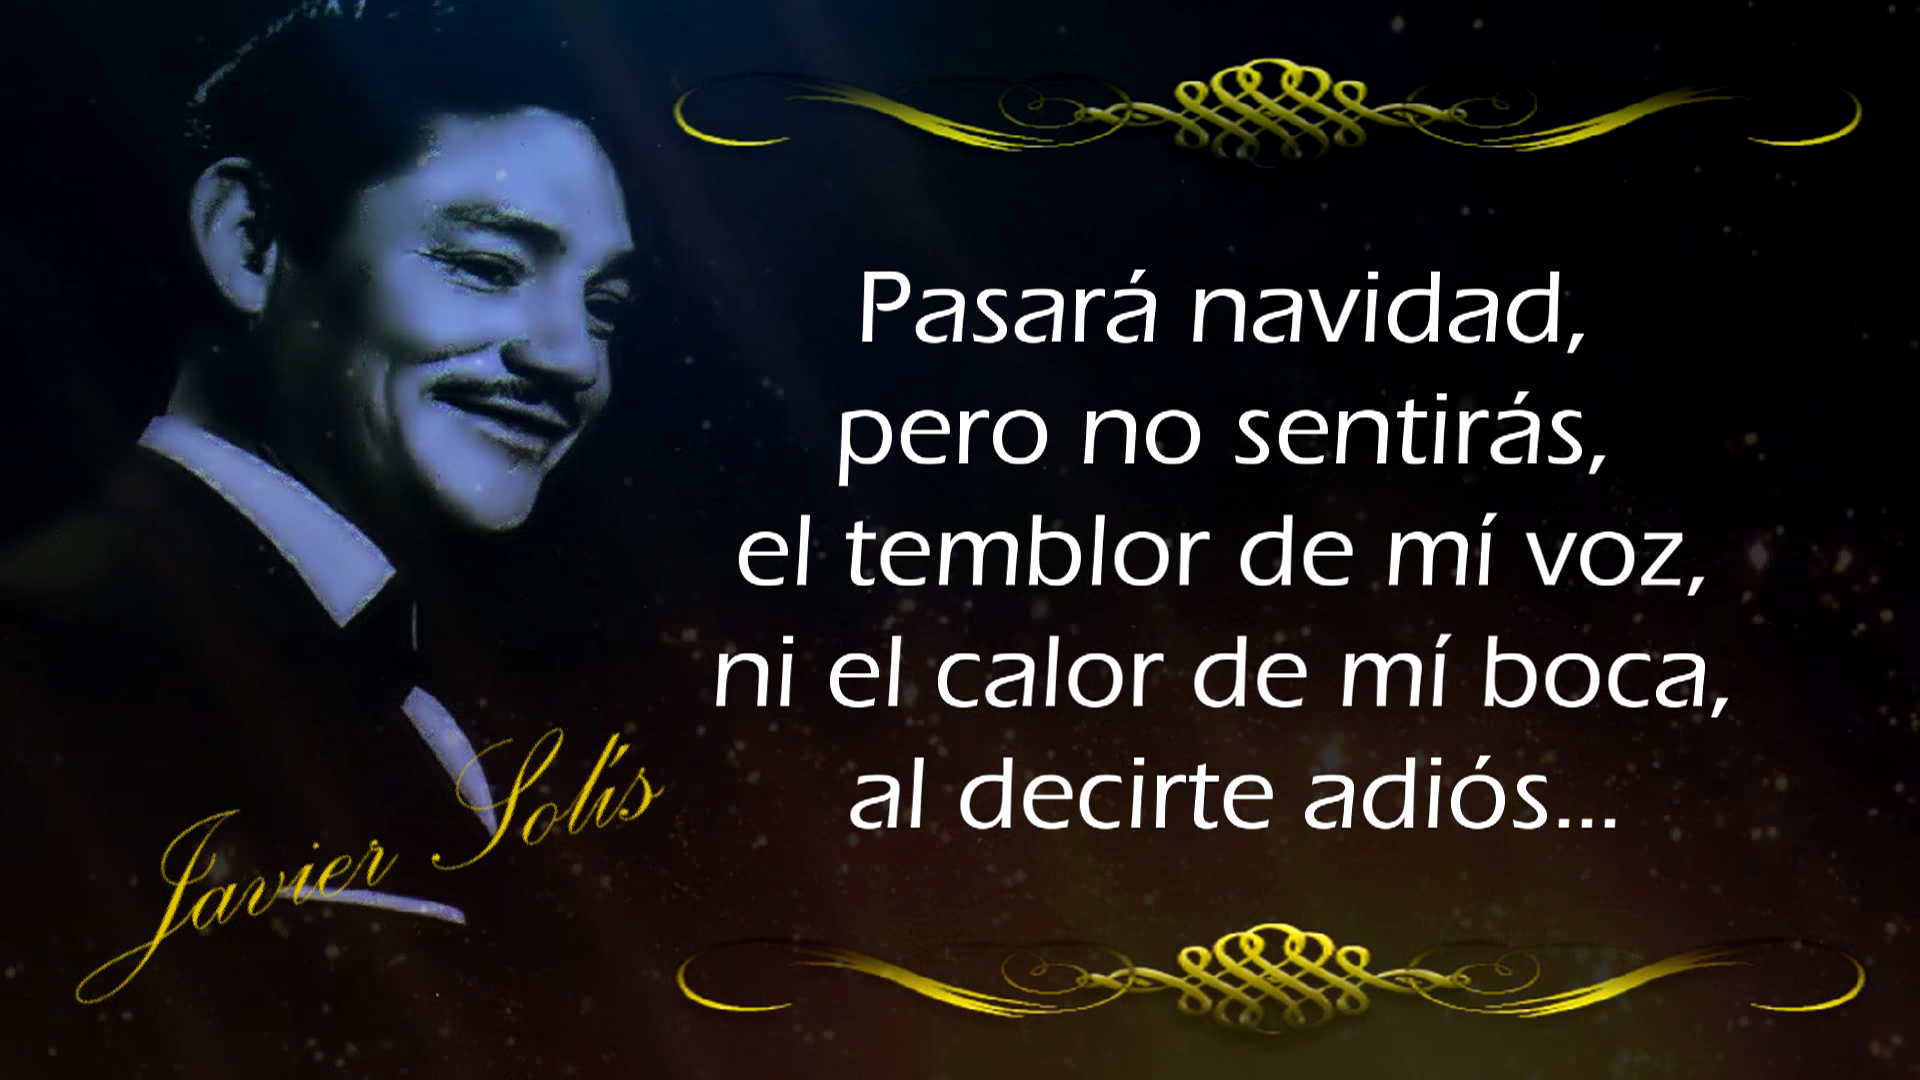 Pasará navidad,
pero no sentirás,
el temblor de mí voz,
ni el calor de mí boca,
al decirte adiós...
Javier Solís